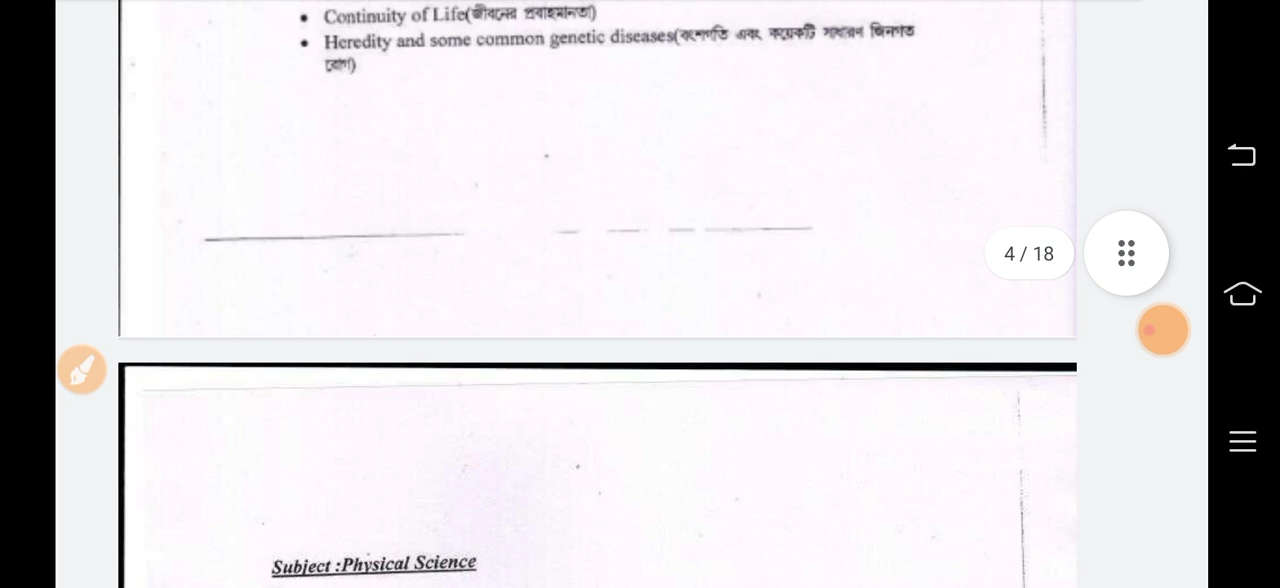 Continuity of Life(জীবনের প্রবাহমানতা)
Heredity and some common genetic diseases(বংশগতি এবং কয়েকটি সাধারণ জিনগত
রোগ)
4 / 18
Subject :Physical Science